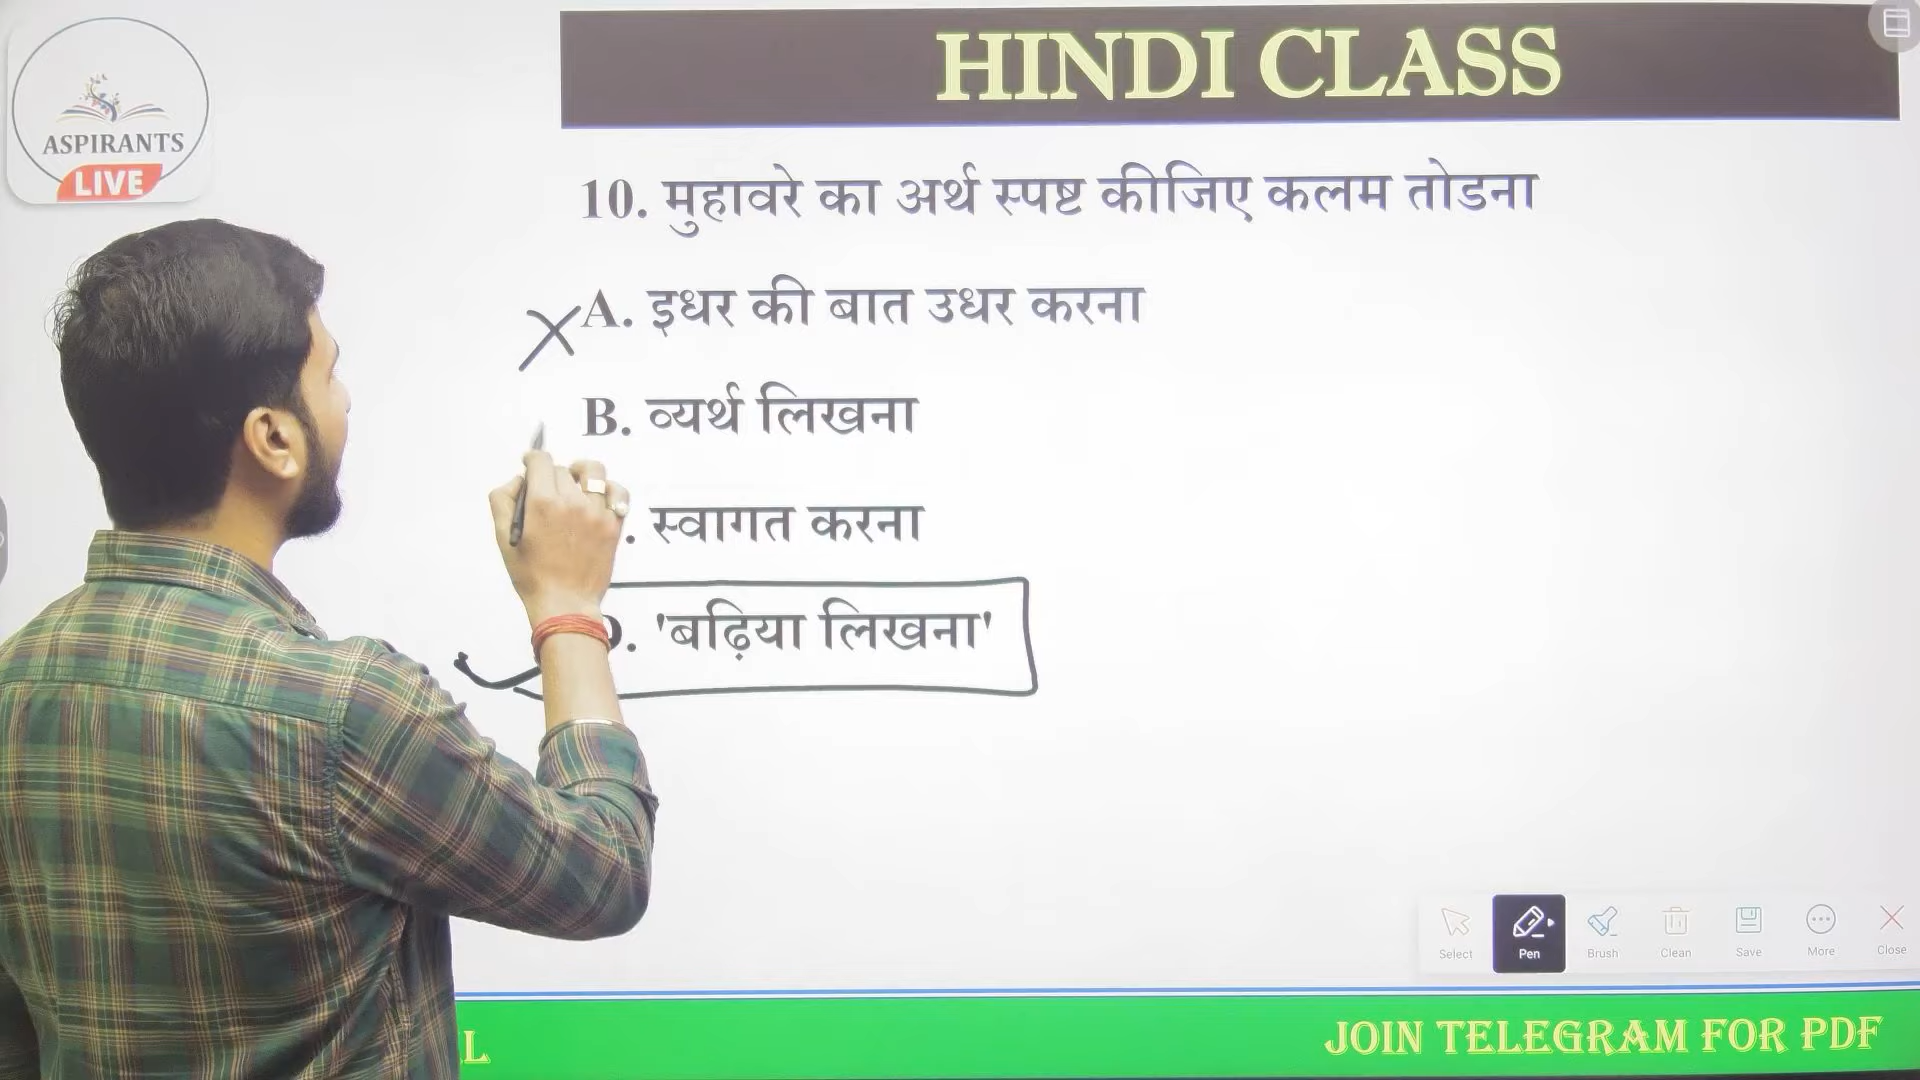 ASPIRANTS
LIVE
HINDI CLASS
10. मुहावरे का अर्थ स्पष्ट कीजिए कलम तोडना
A. इधर की बात उधर करना
B. व्यर्थ लिखना
. स्वागत करना
D. 'बढ़िया लिखना'
Select
Pen
Brush
Clean
Save
More
Close
JOIN TELEGRAM FOR PDF